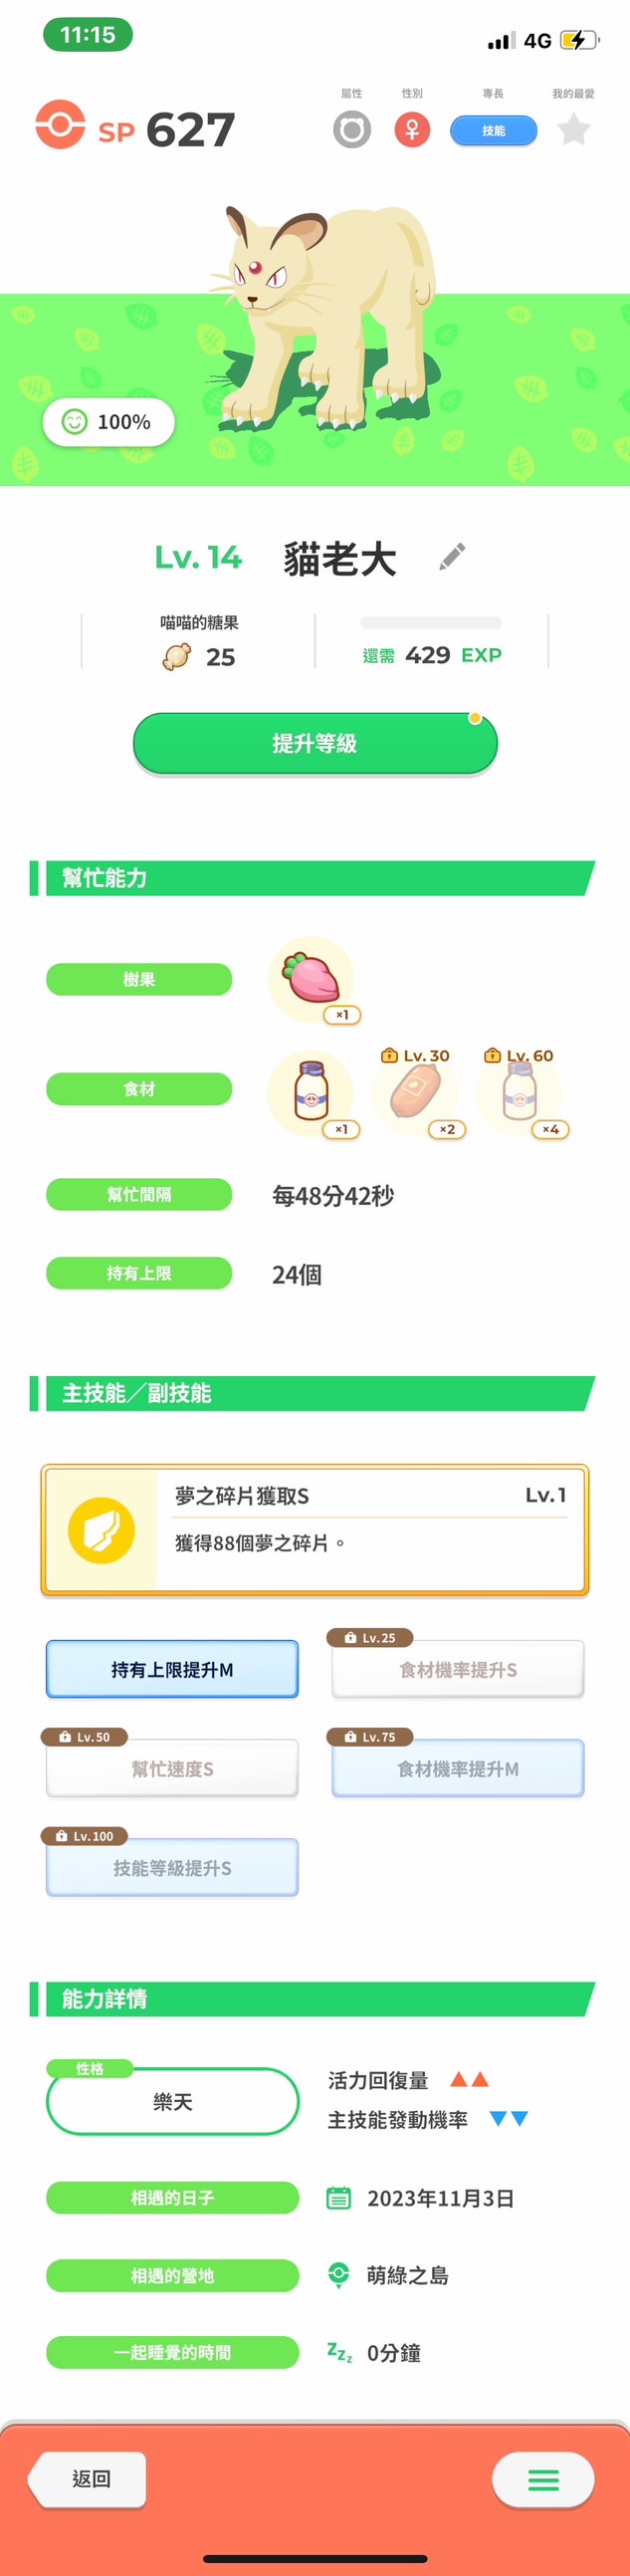 11:15
4G
屬性 性別 專長 我的最愛
SP 627
技能
100%
Lv. 14 貓老大
喵喵的糖果
25
還需 429 EXP
提升等級
幫忙能力
樹果
×1
食材
Lv.30
Lv.60
×1
×2
×4
幫忙間隔
每48分42秒
持有上限
24個
主技能／副技能
夢之碎片獲取S
Lv.1
獲得88個夢之碎片。
持有上限提升M
Lv.25
食材機率提升S
Lv.50
幫忙速度S
Lv.75
食材機率提升M
Lv.100
技能等級提升S
能力詳情
性格
樂天
活力回復量
主技能發動機率
相遇的日子
2023年11月3日
相遇的營地
萌綠之島
一起睡覺的時間
zzz
0分鐘
返回